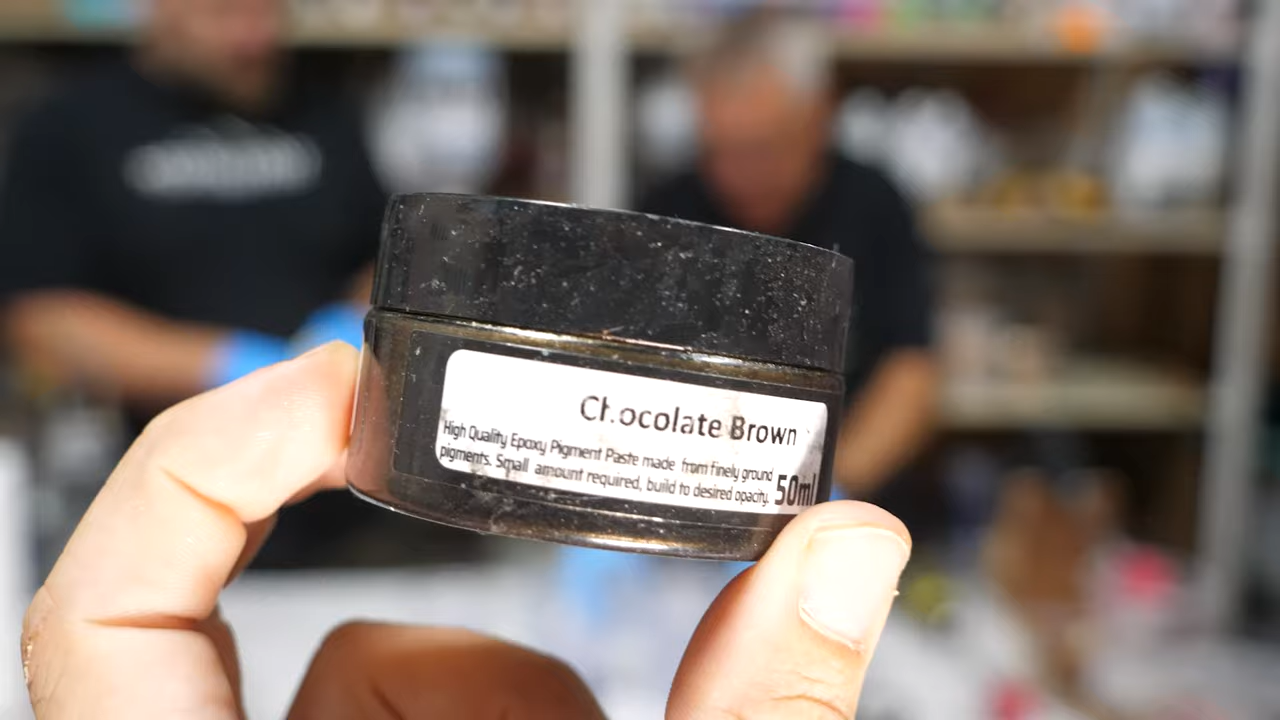 Chocolate Brown
High Quality Epoxy Pigment Paste made from finely ground
pigments. Small amount required, build to desired opacity.
50ml